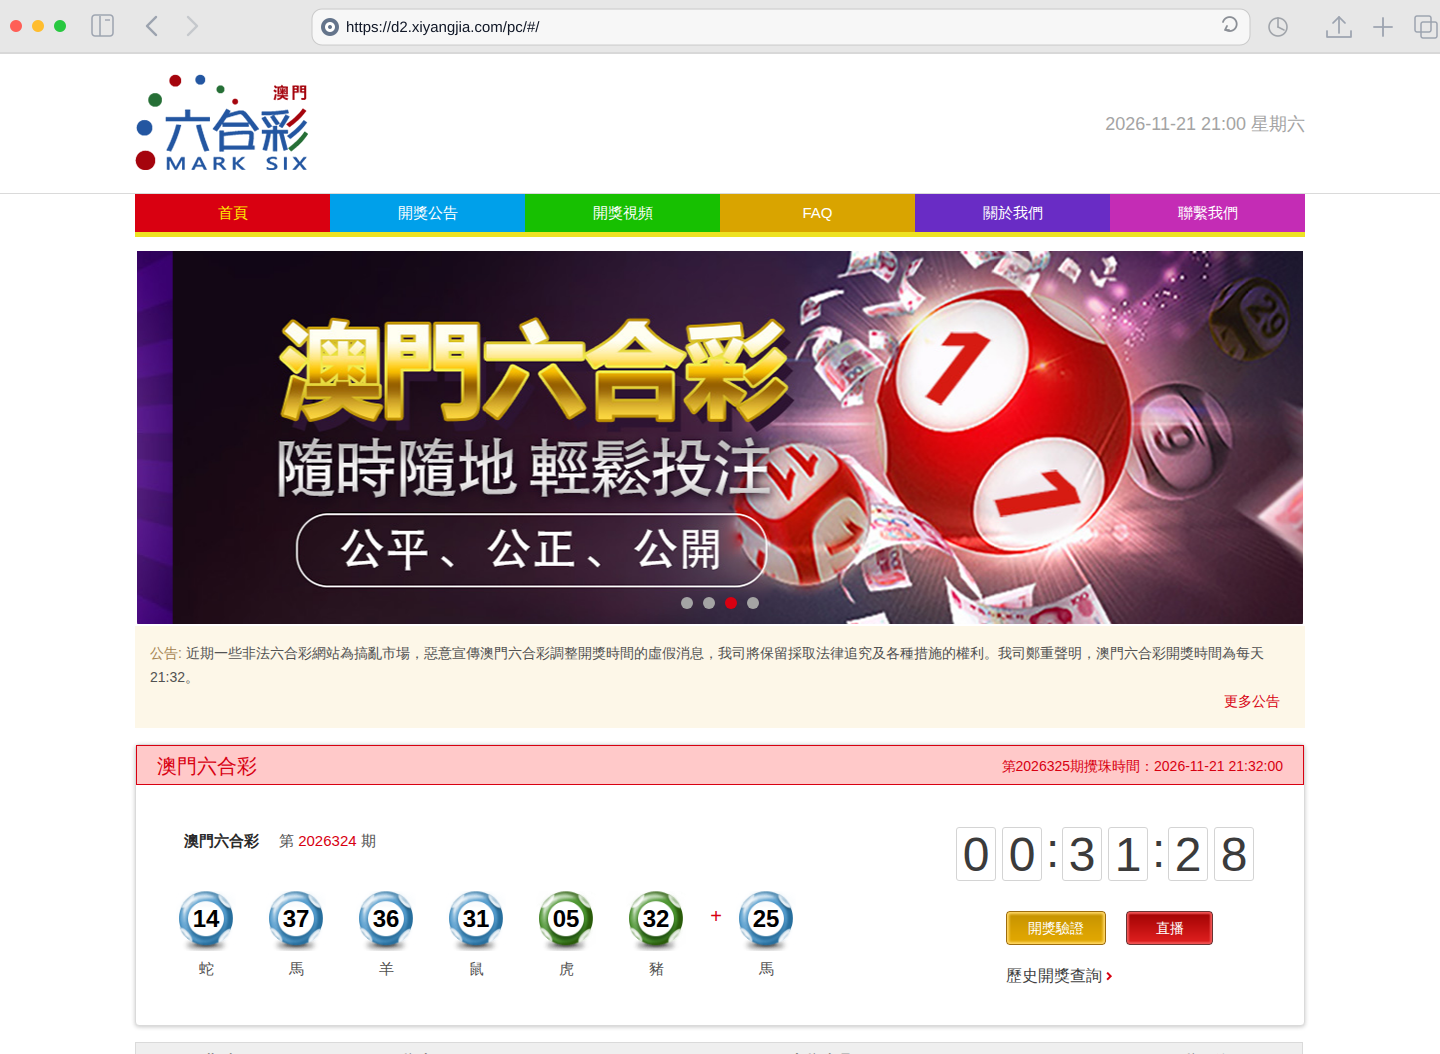 https://d2.xiyangjia.com/pc/#/
澳門
六合彩
MARK SIX
2026-11-21 21:00 星期六
首頁 開獎公告 開獎視頻 FAQ 關於我們 聯繫我們
澳門六合彩
隨時隨地 輕鬆投注
公平、公正、公開
1
1
公告: 近期一些非法六合彩網站為搞亂市場，惡意宣傳澳門六合彩調整開獎時間的虛假消息，我司將保留採取法律追究及各種措施的權利。我司鄭重聲明，澳門六合彩開獎時間為每天
21:32。
更多公告
澳門六合彩 第2026325期攪珠時間：2026-11-21 21:32:00
澳門六合彩 第 2026324 期
00:31:28
14 37 36 31 05 32 + 25
蛇 馬 羊 鼠 虎 豬 馬
開獎驗證 直播
歷史開獎查詢